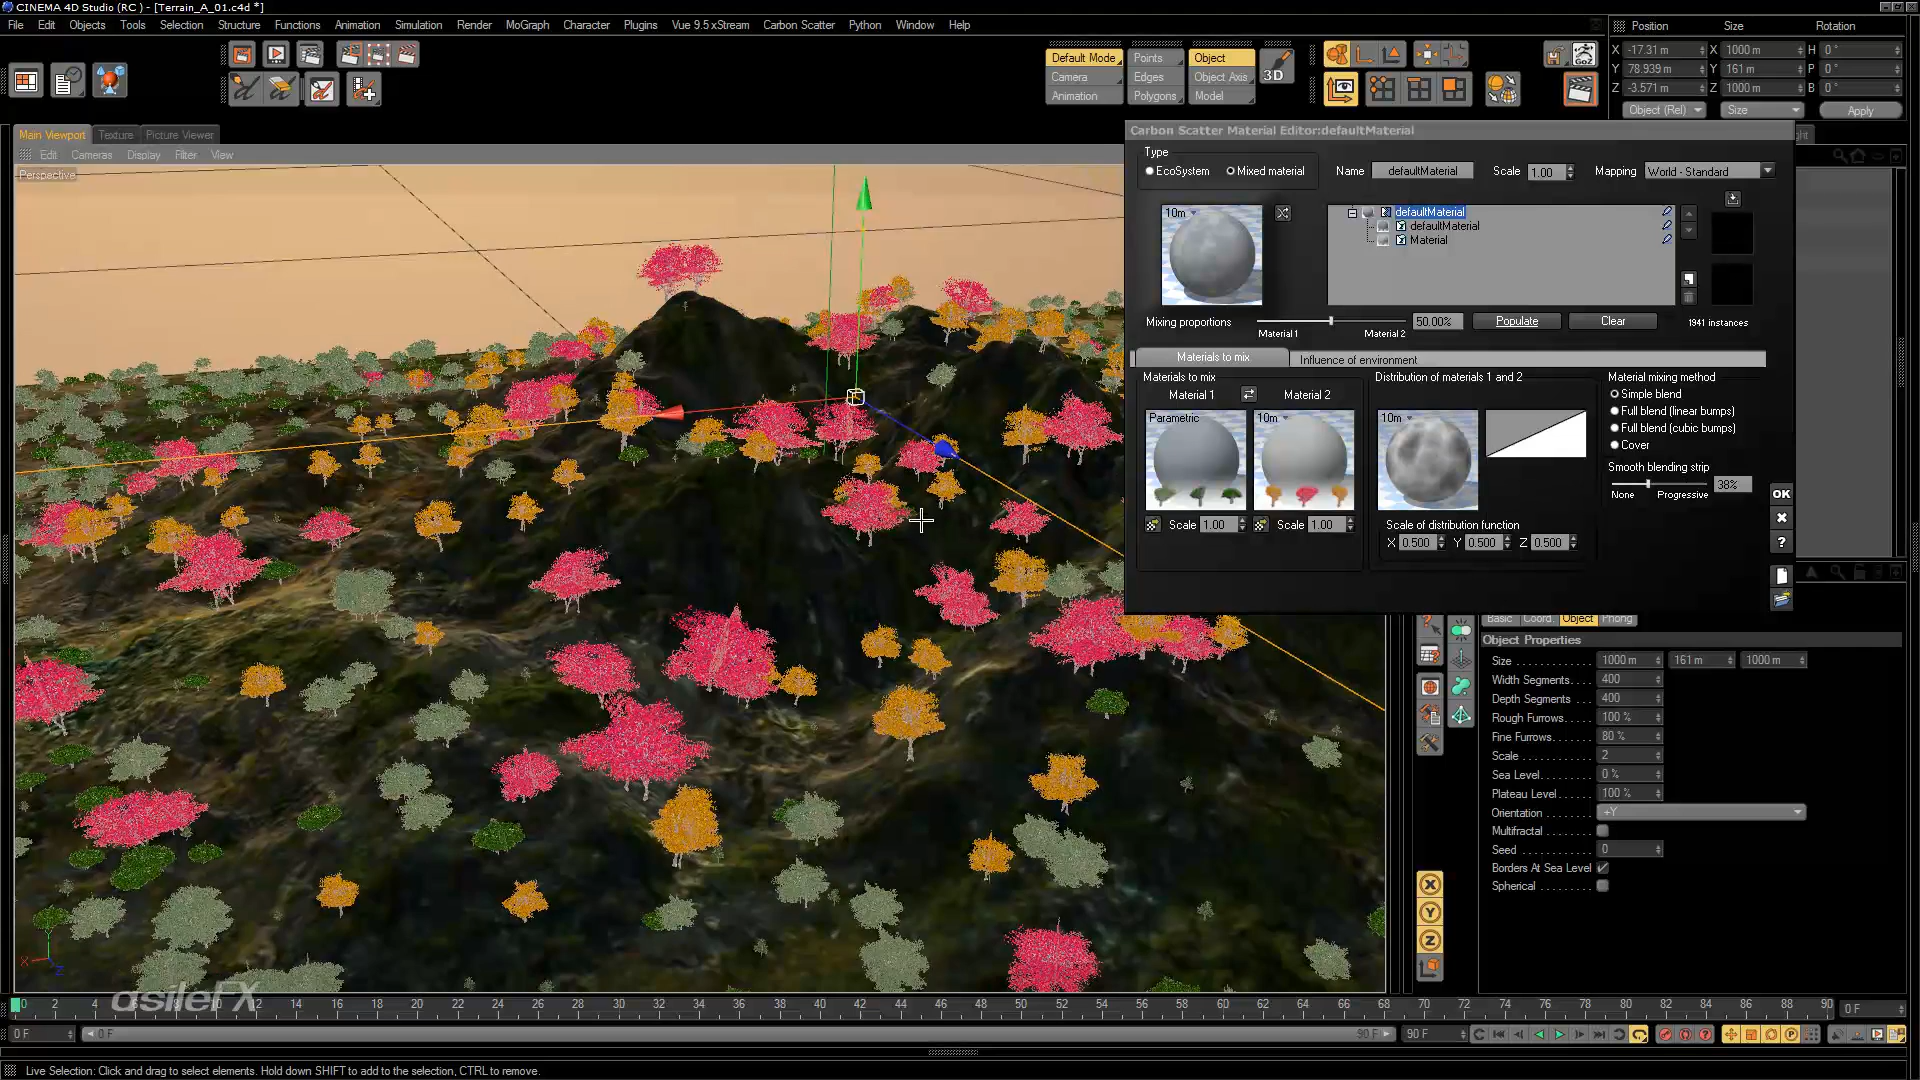 CINEMA 4D Studio (RC ) - [Terrain_A_01.c4d *]
File Edit Objects Tools Selection Structure Functions Animation Simulation Render MoGraph Character Plugins Vue 9.5 xStream Carbon Scatter Python Window Help
Position Size Rotation
X -17.31 m X 1000 m H 0 °
Y 78.939 m Y 161 m P 0 °
Z -3.571 m Z 1000 m B 0 °
Object (Rel) Size Apply
Default Mode Points Object
Camera Edges Object Axis
Animation Polygons Model
3D
GoZ
Main Viewport Texture Picture Viewer
Edit Cameras Display Filter View
Perspective
Carbon Scatter Material Editor:defaultMaterial
Type
EcoSystem Mixed material Name defaultMaterial Scale 1.00 Mapping World - Standard
10m
defaultMaterial
defaultMaterial
Material
Mixing proportions 50.00% Populate Clear 1941 instances
Material 1 Material 2
Materials to mix Influence of environment
Materials to mix Distribution of materials 1 and 2 Material mixing method
Material 1 Material 2 Simple blend
Parametric 10m 10m Full blend (linear bumps)
Full blend (cubic bumps)
Cover
Smooth blending strip
38%
None Progressive
OK
?
Scale 1.00 Scale 1.00 Scale of distribution function
X 0.500 Y 0.500 Z 0.500
Basic Coord Object Phong
Object Properties
Size 1000 m 161 m 1000 m
Width Segments 400
Depth Segments 400
Rough Furrows 100 %
Fine Furrows 80 %
Scale 2
Sea Level 0 %
Plateau Level 100 %
Orientation +Y
Multifractal
Seed 0
Borders At Sea Level
Spherical
X
Y
Z
X Y Z
asileFX
0 2 4 6 8 10 12 14 16 18 20 22 24 26 28 30 32 34 36 38 40 42 44 46 48 50 52 54 56 58 60 62 64 66 68 70 72 74 76 78 80 82 84 86 88 90 0 F
0 F 0 F 90 F 90 F
Live Selection: Click and drag to select elements. Hold down SHIFT to add to the selection, CTRL to remove.